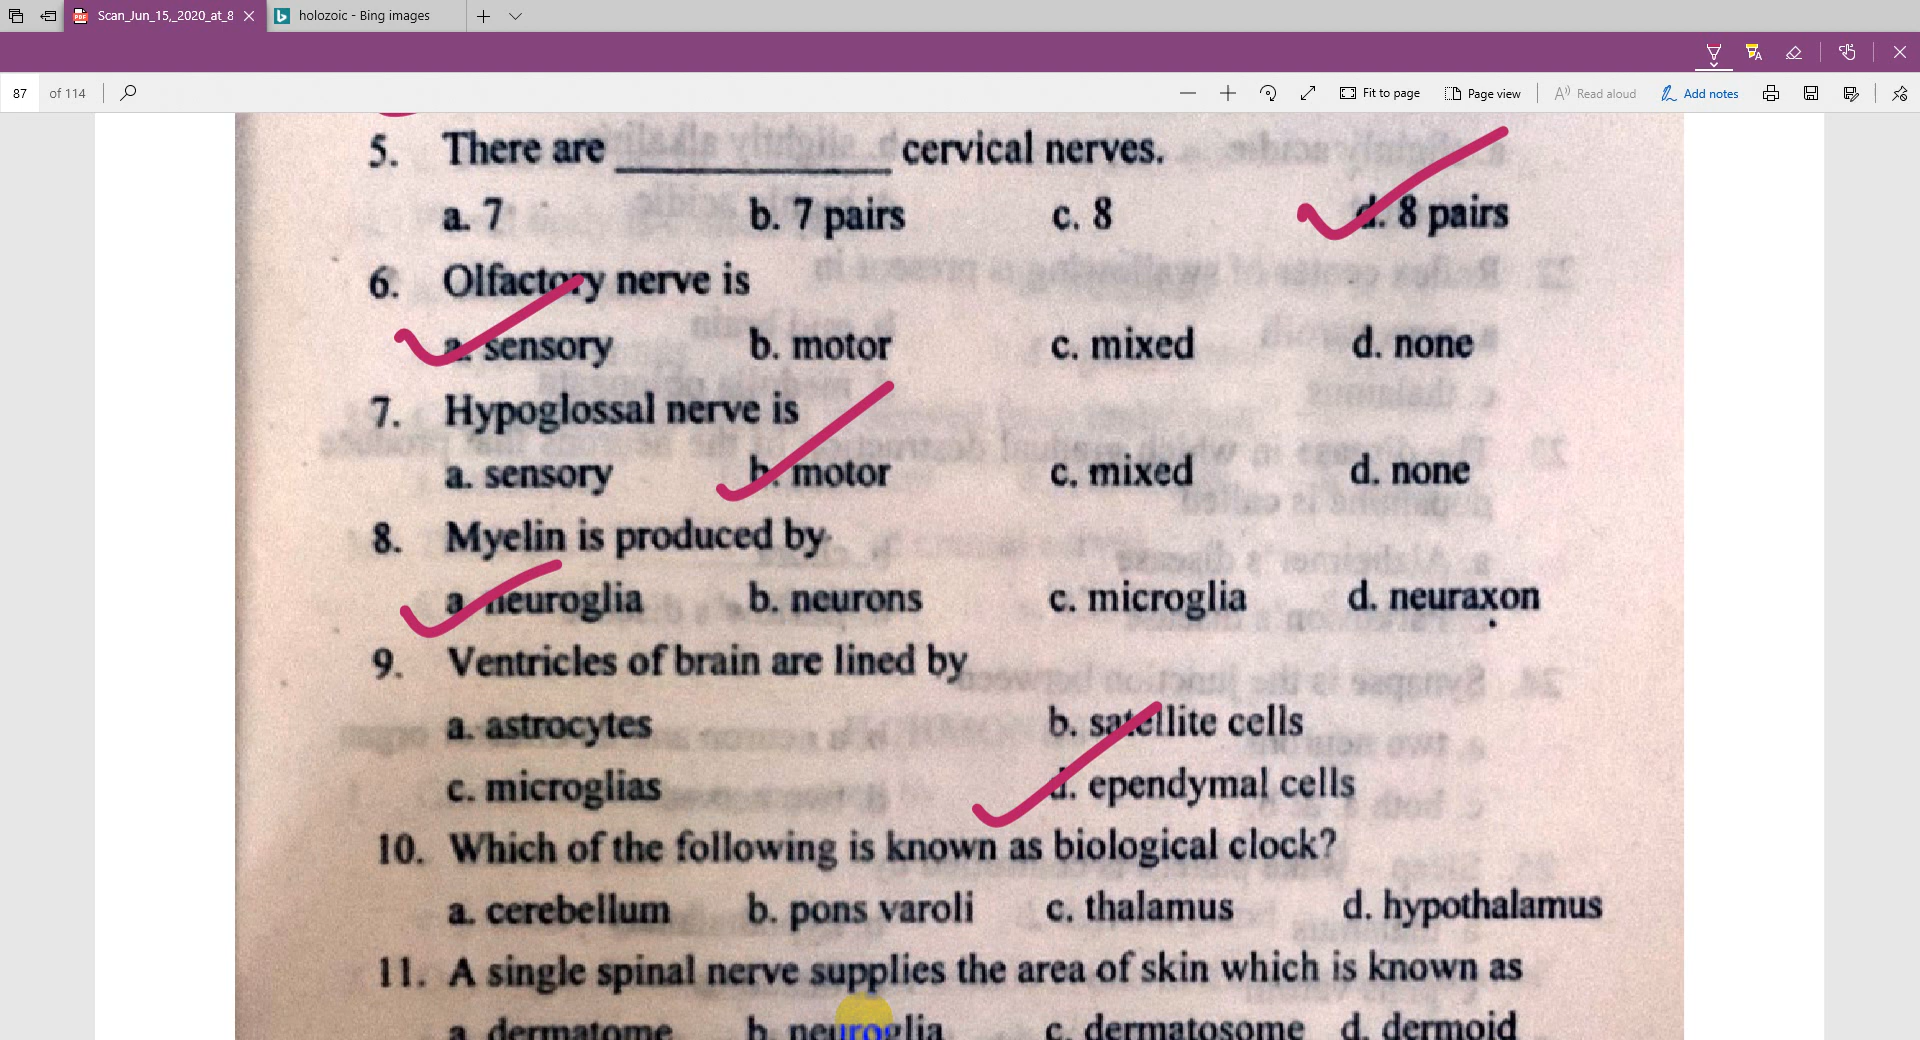 Scan_Jun_15,_2020_at_8
holozoic - Bing images
87 of 114
Fit to page
Page view
Read aloud
Add notes
5. There are ____________ cervical nerves.
a. 7 b. 7 pairs c. 8 d. 8 pairs
6. Olfactory nerve is
a. sensory b. motor c. mixed d. none
7. Hypoglossal nerve is
a. sensory b. motor c. mixed d. none
8. Myelin is produced by
a. neuroglia b. neurons c. microglia d. neuraxon
9. Ventricles of brain are lined by
a. astrocytes b. satellite cells
c. microglias d. ependymal cells
10. Which of the following is known as biological clock?
a. cerebellum b. pons varoli c. thalamus d. hypothalamus
11. A single spinal nerve supplies the area of skin which is known as
a. dermatome b. neuroglia c. dermatosome d. dermoid